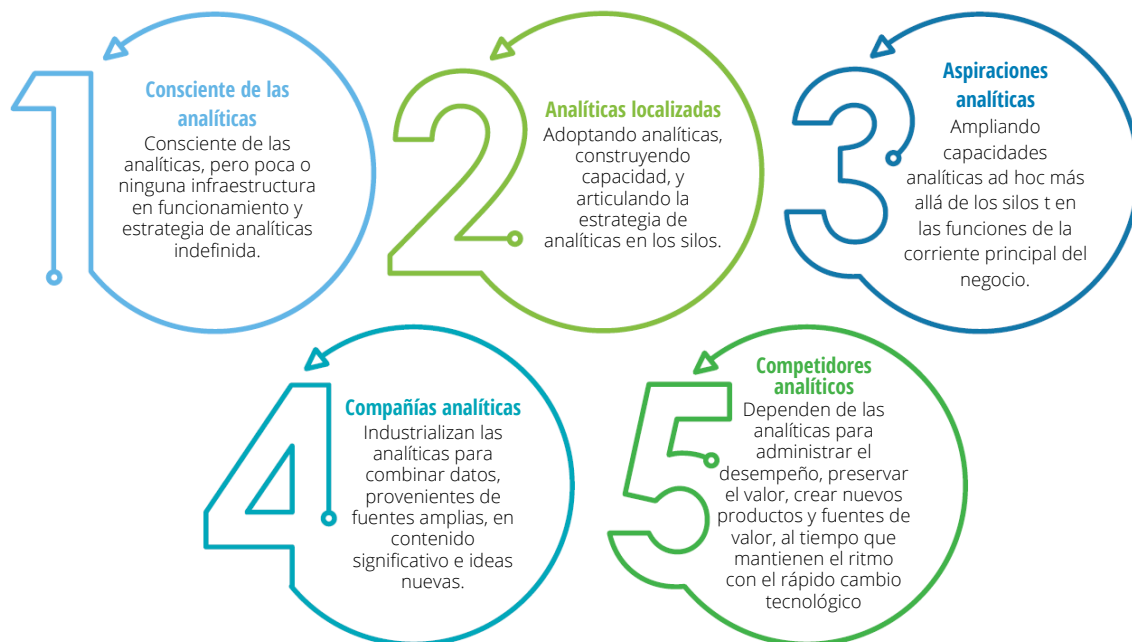 1
Consciente de las
analíticas
Consciente de las
analíticas, pero poca o
ninguna infraestructura
en funcionamiento y
estrategia de analíticas
indefinida.
2
Analíticas localizadas
Adoptando analíticas,
construyendo
capacidad, y
articulando la
estrategia de
analíticas en los silos.
3
Aspiraciones
analíticas
Ampliando
capacidades
analíticas ad hoc más
allá de los silos t en
las funciones de la
corriente principal del
negocio.
4
Compañías analíticas
Industrializan las
analíticas para
combinar datos,
provenientes de
fuentes amplias, en
contenido
significativo e ideas
nuevas.
5
Competidores
analíticos
Dependen de las
analíticas para
administrar el
desempeño, preservar
el valor, crear nuevos
productos y fuentes de
valor, al tiempo que
mantienen el ritmo
con el rápido cambio
tecnológico